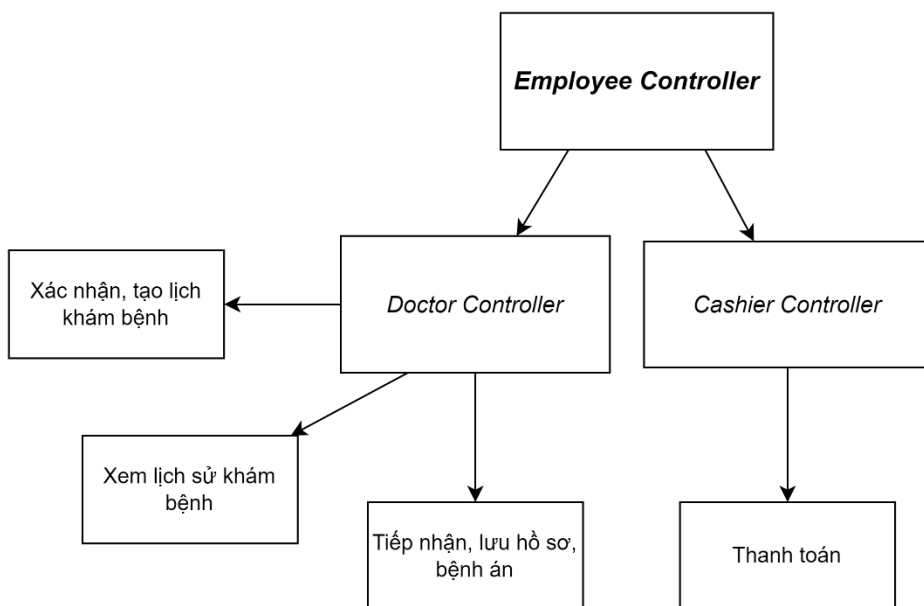 Employee Controller
Doctor Controller
Cashier Controller
Xác nhận, tạo lịch
khám bệnh
Xem lịch sử khám
bệnh
Tiếp nhận, lưu hồ sơ,
bệnh án
Thanh toán